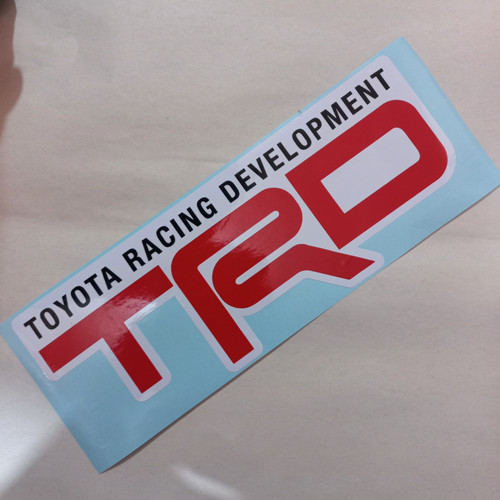 TOYOTA RACING DEVELOPMENT
TRD